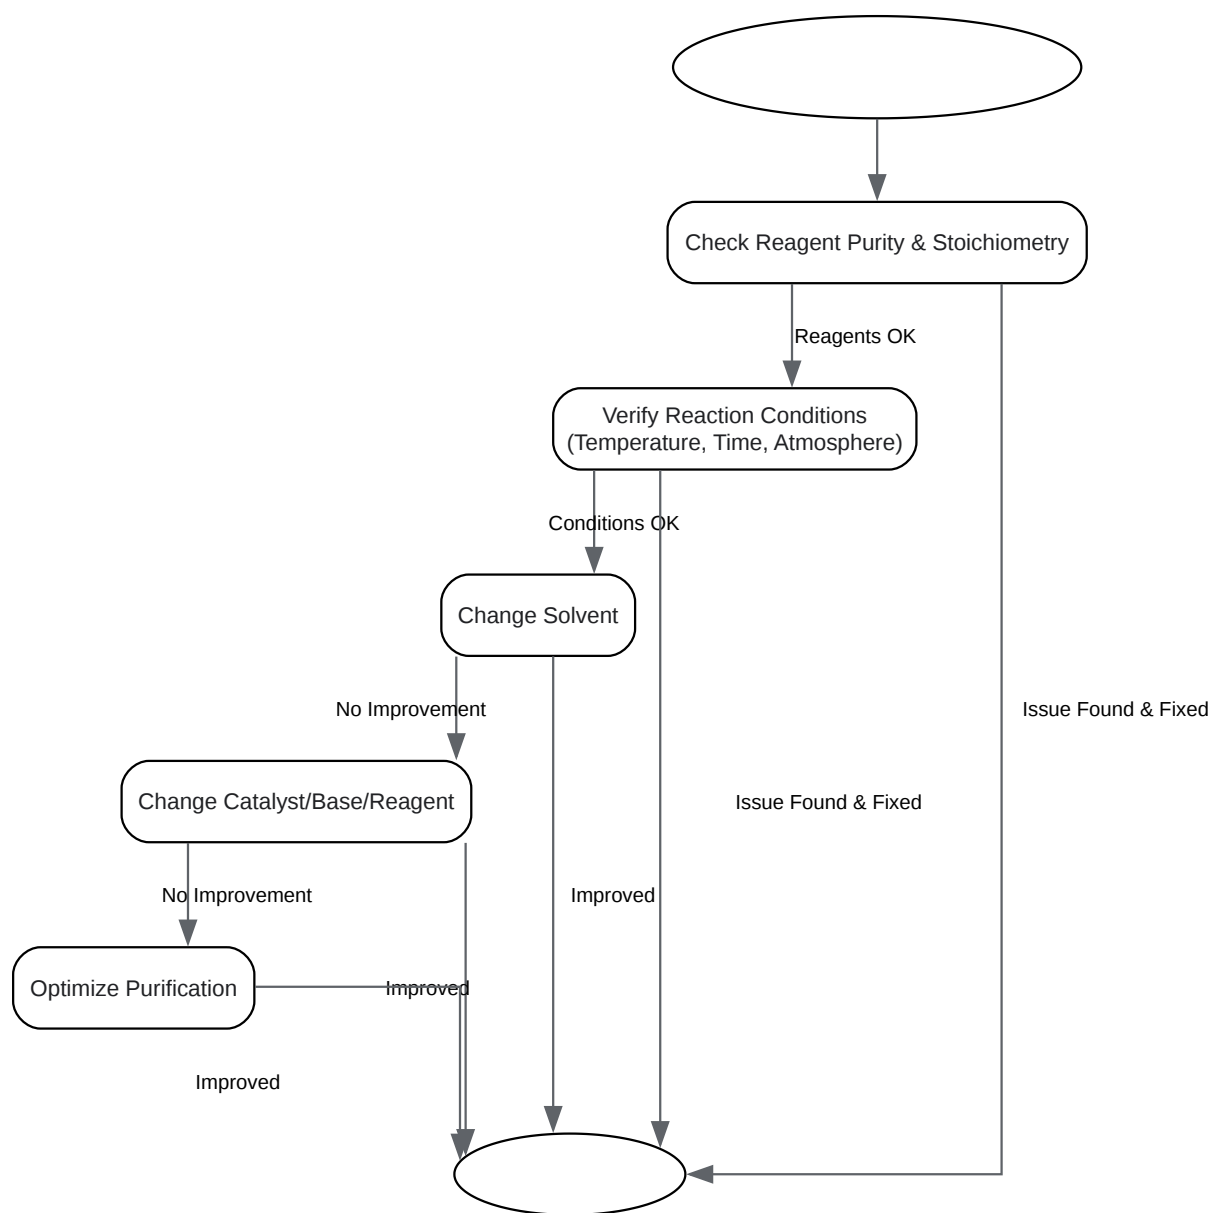 Check Reagent Purity & Stoichiometry
Reagents OK
Verify Reaction Conditions
(Temperature, Time, Atmosphere)
Conditions OK
Change Solvent
No Improvement
Issue Found & Fixed
Change Catalyst/Base/Reagent
Issue Found & Fixed
No Improvement
Improved
Optimize Purification
Improved
Improved